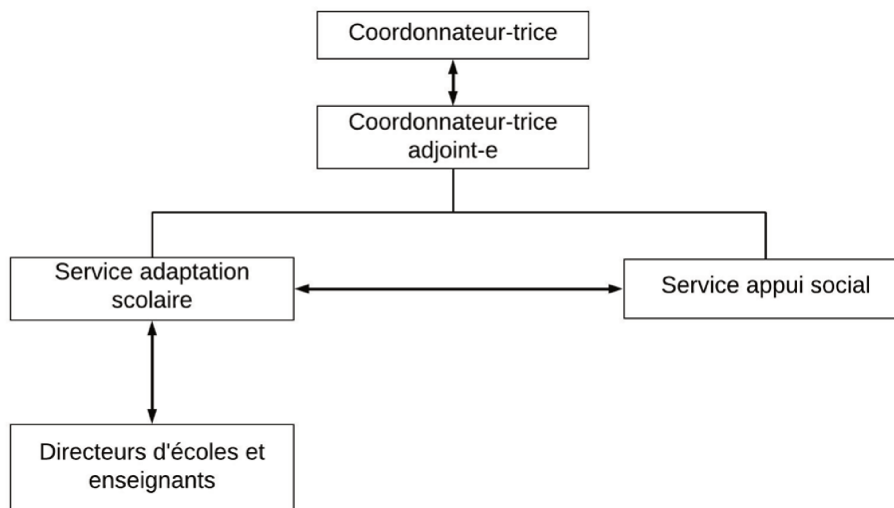 Coordonnateur-trice
Coordonnateur-trice
adjoint-e
Service adaptation
scolaire
Service appui social
Directeurs d'écoles et
enseignants